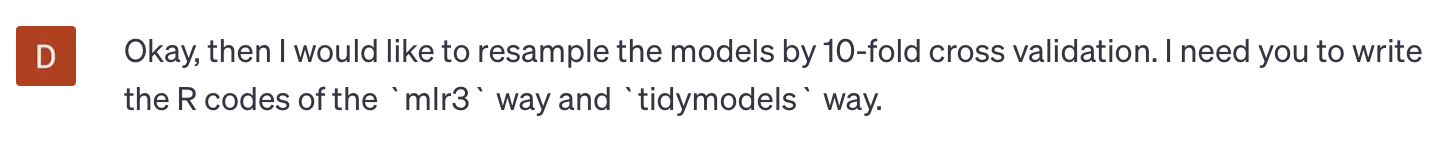 D
Okay, then I would like to resample the models by 10-fold cross validation. I need you to write
the R codes of the `mlr3` way and `tidymodels` way.